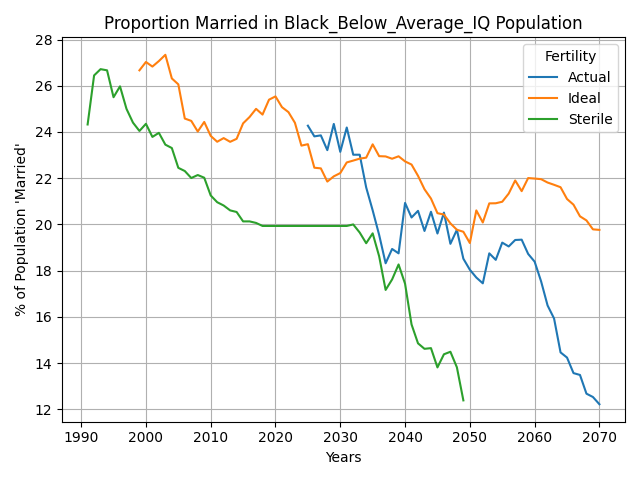 Proportion Married in Black_Below_Average_IQ Population
28
26
24
22
20
18
16
14
12
% of Population 'Married'
Fertility
Actual
Ideal
Sterile
1990 2000 2010 2020 2030 2040 2050 2060 2070
Years